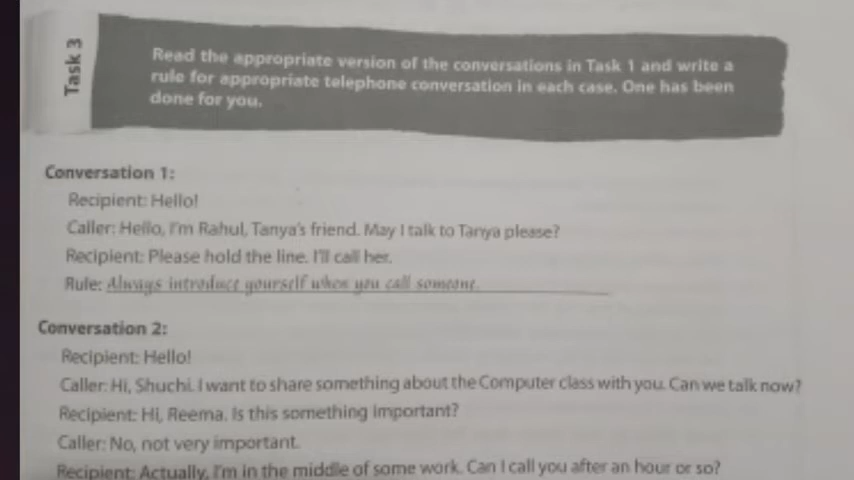 Task 3
Read the appropriate version of the conversations in Task 1 and write a
rule for appropriate telephone conversation in each case. One has been
done for you.
Conversation 1:
Recipient: Hello!
Caller: Hello, I'm Rahul, Tanya's friend. May I talk to Tanya please?
Recipient: Please hold the line. I'll call her.
Rule: Always introduce yourself when you call someone.
Conversation 2:
Recipient: Hello!
Caller: Hi, Shuchi. I want to share something about the Computer class with you. Can we talk now?
Recipient: Hi, Reema. Is this something important?
Caller: No, not very important.
Recipient: Actually, I'm in the middle of some work. Can I call you after an hour or so?